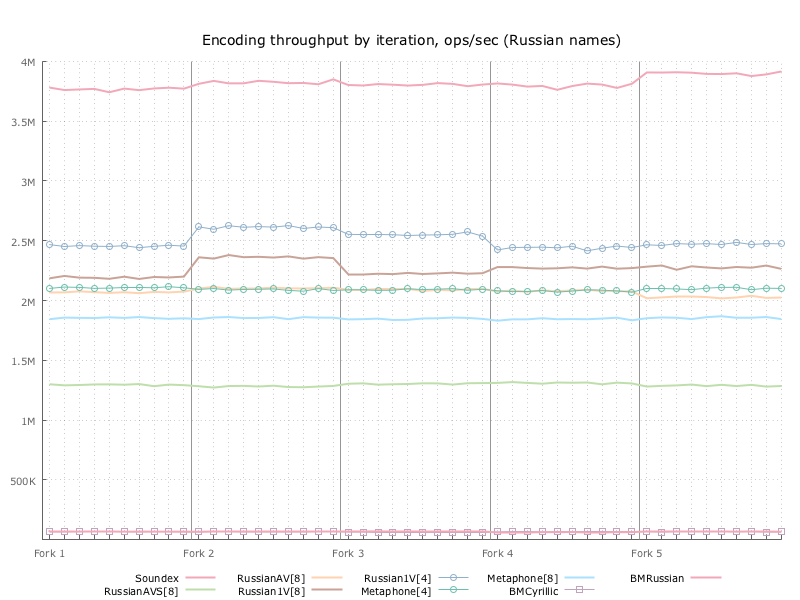 Encoding throughput by iteration, ops/sec (Russian names)
4M
3.5M
3M
2.5M
2M
1.5M
1M
500K
Fork 1 Fork 2 Fork 3 Fork 4 Fork 5
Soundex RussianAV[8] Russian1V[4] Metaphone[8] BMRussian
RussianAVS[8] Russian1V[8] Metaphone[4] BMCyrillic